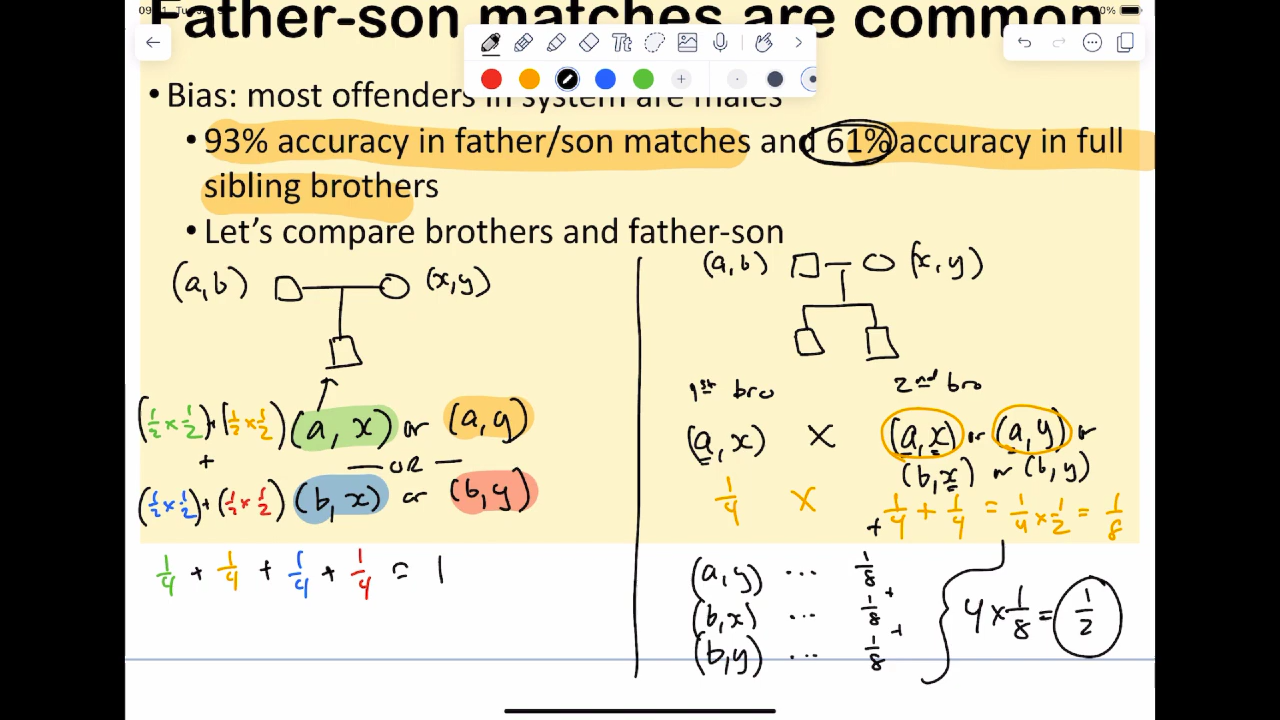 Father-son matches are common
• Bias: most offenders in system are males
• 93% accuracy in father/son matches and 61% accuracy in full
sibling brothers
• Let's compare brothers and father-son
(a,b) (x,y)
(1/2 x 1/2) + (1/2 x 1/2) (a, x) or (a,y)
+ — OR —
(1/2 x 1/2) + (1/2 x 1/2) (b, x) or (b,y)
1/4 + 1/4 + 1/4 + 1/4 = 1
(a,b) (x,y)
1st bro 2nd bro
(a,x) X (a,x) or (a,y) or
(b,x) or (b,y)
1/4 X 1/4 + 1/4 = 1/4 x 1/2 = 1/8
+
(a,y) ... 1/8 +
(b,x) ... 1/8 +
(b,y) ... 1/8
4 x 1/8 = 1/2
Tt